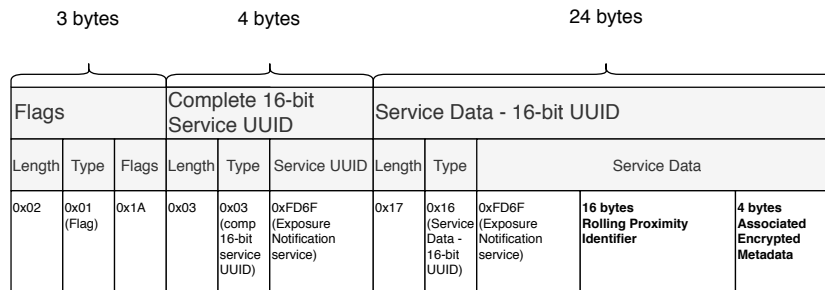 3 bytes
4 bytes
24 bytes
Flags
Complete 16-bit
Service UUID
Service Data - 16-bit UUID
Length
Type
Flags
Length
Type
Service UUID
Length
Type
Service Data
0x02
0x01
(Flag)
0x1A
0x03
0x03
(comp
16-bit
service
UUID)
0xFD6F
(Exposure
Notification
service)
0x17
0x16
(Service
Data -
16-bit
UUID)
0xFD6F
(Exposure
Notification
service)
16 bytes
Rolling Proximity
Identifier
4 bytes
Associated
Encrypted
Metadata